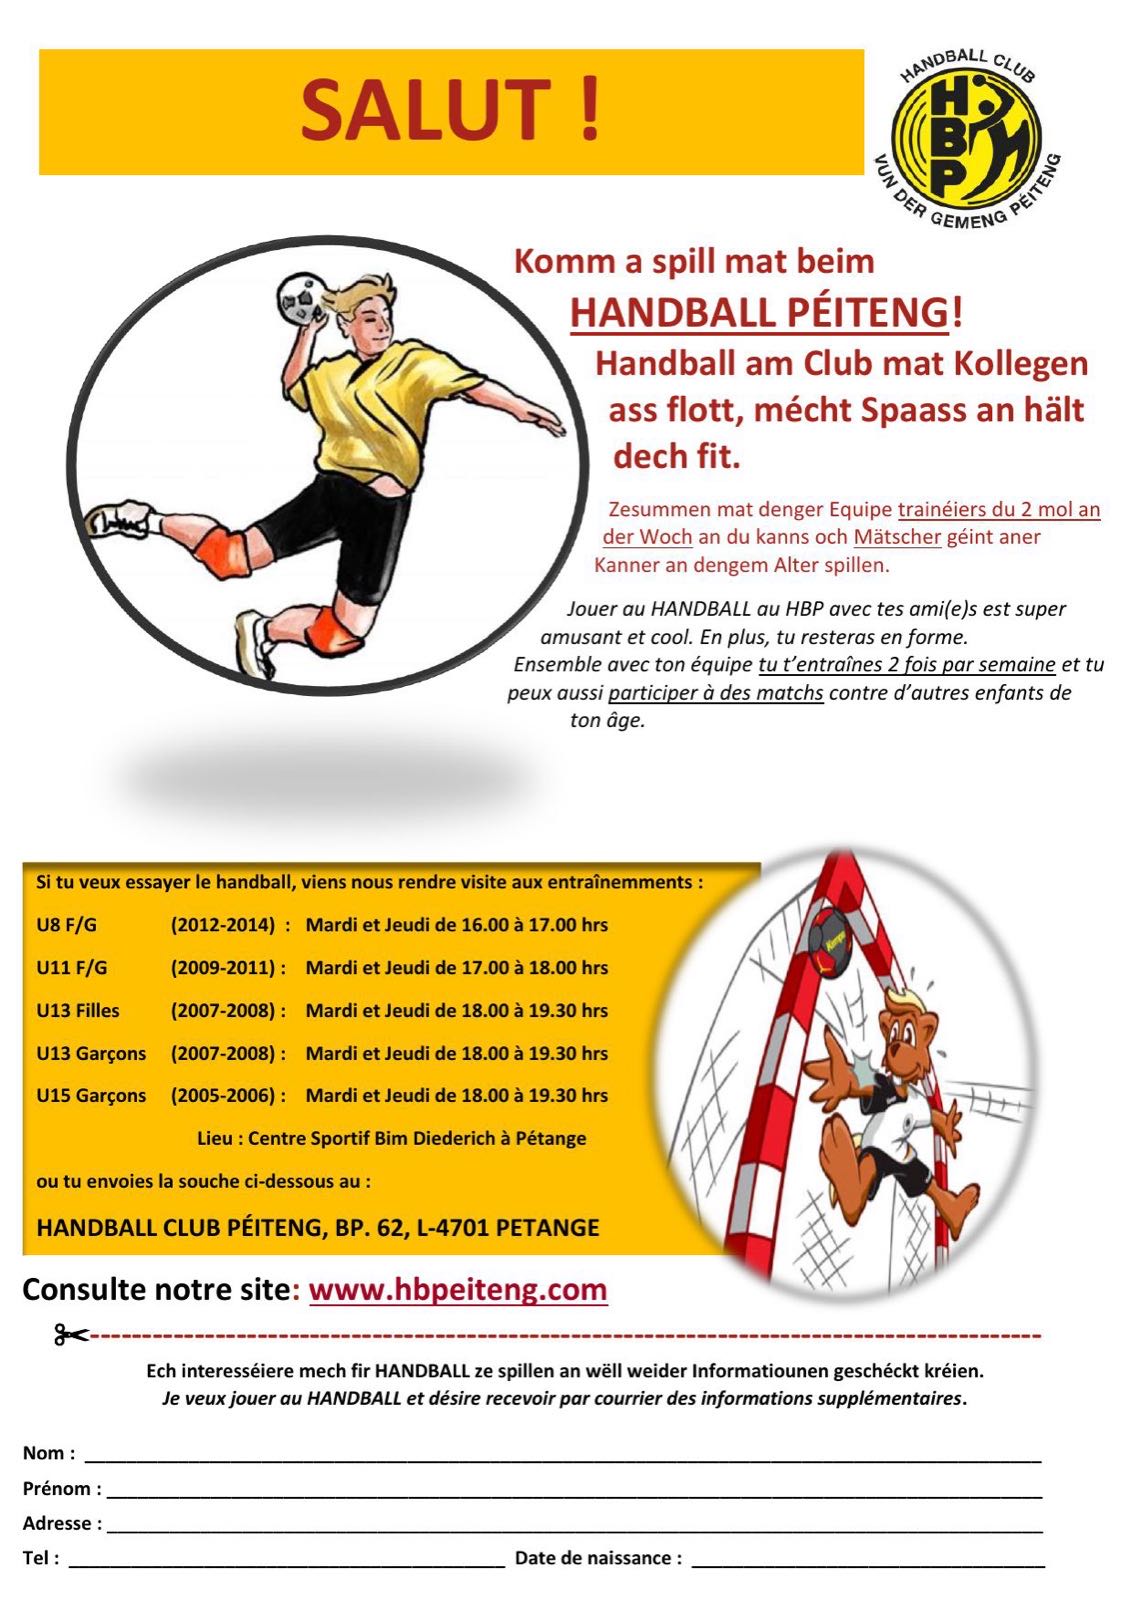 SALUT !
HANDBALL CLUB
HBP
VUN DER GEMENG PÉITENG
Komm a spill mat beim
HANDBALL PÉITENG!
Handball am Club mat Kollegen
ass flott, mécht Spaass an hält
dech fit.
Zesummen mat denger Equipe trainéiers du 2 mol an
der Woch an du kanns och Mätscher géint aner
Kanner an dengem Alter spillen.
Jouer au HANDBALL au HBP avec tes ami(e)s est super
amusant et cool. En plus, tu resteras en forme.
Ensemble avec ton équipe tu t’entraînes 2 fois par semaine et tu
peux aussi participer à des matchs contre d’autres enfants de
ton âge.
Si tu veux essayer le handball, viens nous rendre visite aux entraînemments :
U8 F/G (2012-2014) : Mardi et Jeudi de 16.00 à 17.00 hrs
U11 F/G (2009-2011) : Mardi et Jeudi de 17.00 à 18.00 hrs
U13 Filles (2007-2008) : Mardi et Jeudi de 18.00 à 19.30 hrs
U13 Garçons (2007-2008) : Mardi et Jeudi de 18.00 à 19.30 hrs
U15 Garçons (2005-2006) : Mardi et Jeudi de 18.00 à 19.30 hrs
Lieu : Centre Sportif Bim Diederich à Pétange
ou tu envoies la souche ci-dessous au :
HANDBALL CLUB PÉITENG, BP. 62, L-4701 PETANGE
Kempa
Consulte notre site: www.hbpeiteng.com
Ech interesséiere mech fir HANDBALL ze spillen an wëll weider Informatiounen geschéckt kréien.
Je veux jouer au HANDBALL et désire recevoir par courrier des informations supplémentaires.
Nom :
Prénom :
Adresse :
Tel : Date de naissance :